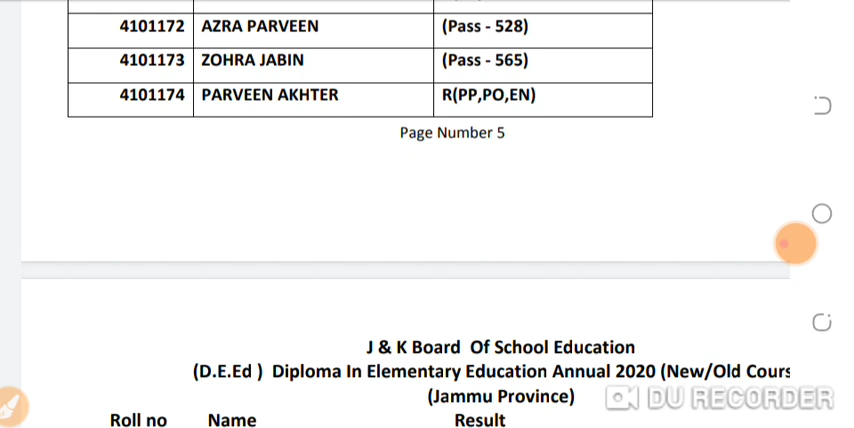 4101172 AZRA PARVEEN (Pass - 528)
4101173 ZOHRA JABIN (Pass - 565)
4101174 PARVEEN AKHTER R(PP,PO,EN)
Page Number 5
J & K Board Of School Education
(D.E.Ed ) Diploma In Elementary Education Annual 2020 (New/Old Cours
(Jammu Province)
DU RECORDER
Roll no Name Result